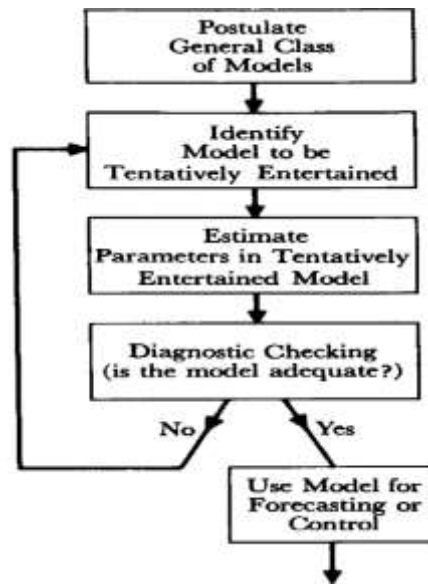 Postulate
General Class
of Models
Identify
Model to be
Tentatively Entertained
Estimate
Parameters in Tentatively
Entertained Model
Diagnostic Checking
(is the model adequate?)
No
Yes
Use Model for
Forecasting or
Control